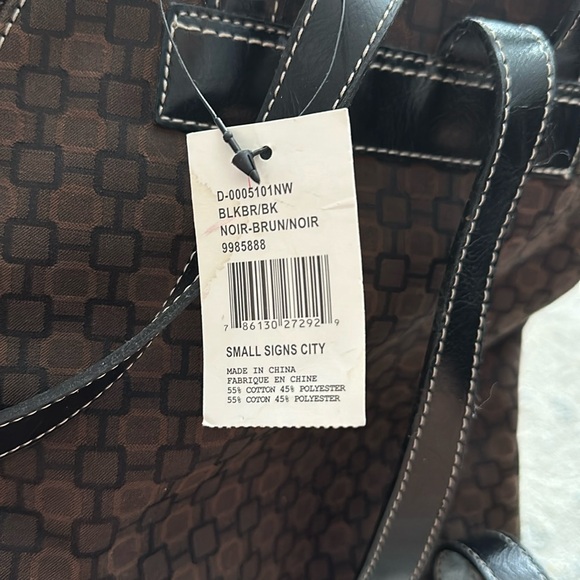 D-0005101NW
BLKBR/BK
NOIR-BRUN/NOIR
9985888
7 86130 27292 9
SMALL SIGNS CITY
MADE IN CHINA
FABRIQUE EN CHINE
55% COTTON 45% POLYESTER
55% COTON 45% POLYESTER